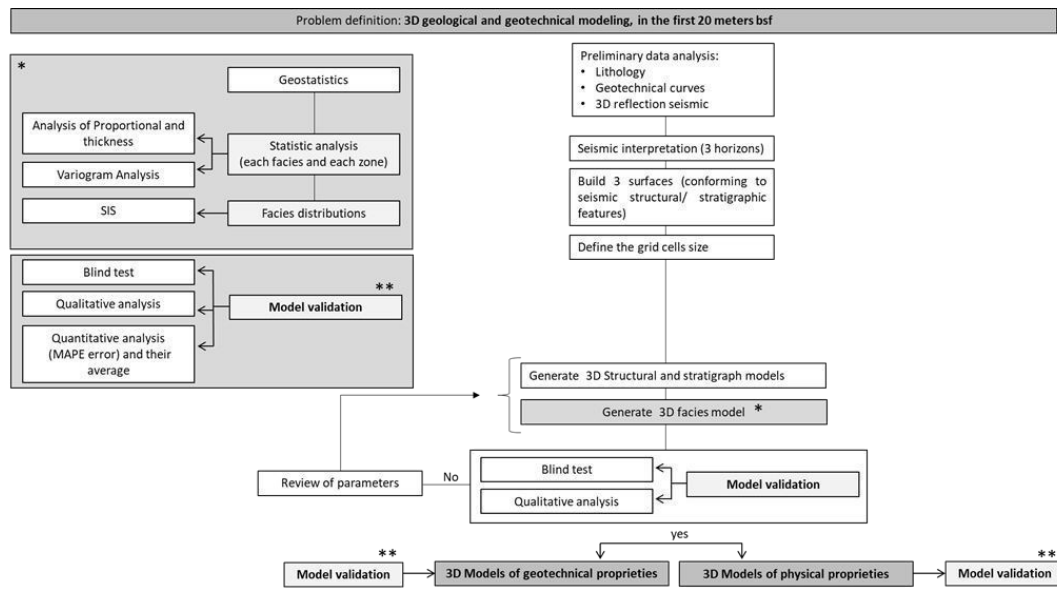 Problem definition: 3D geological and geotechnical modeling, in the first 20 meters bsf
*
Geostatistics
Analysis of Proportional and
thickness
Statistic analysis
(each facies and each zone)
Variogram Analysis
SIS
Facies distributions
Blind test
Qualitative analysis
Quantitative analysis
(MAPE error) and their
average
**
Model validation
Preliminary data analysis:
• Lithology
• Geotechnical curves
• 3D reflection seismic
Seismic interpretation (3 horizons)
Build 3 surfaces (conforming to
seismic structural/ stratigraphic
features)
Define the grid cells size
Generate 3D Structural and stratigraph models
Generate 3D facies model *
Blind test
Qualitative analysis
Model validation
No
Review of parameters
yes
**
Model validation
3D Models of geotechnical proprieties
3D Models of physical proprieties
**
Model validation